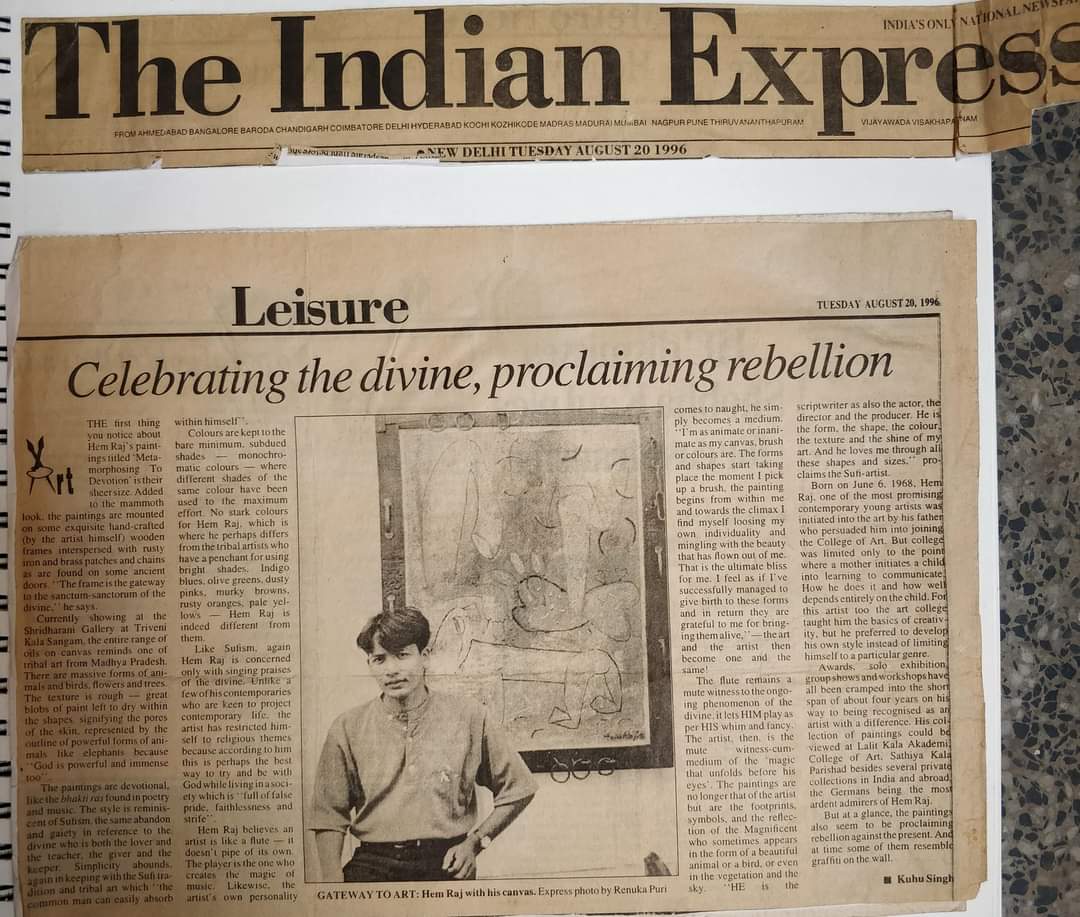 INDIA'S ONLY NATIONAL NEWSPA
The Indian Express
FROM AHMEDABAD BANGALORE BARODA CHANDIGARH COIMBATORE DELHI HYDERABAD KOCHI KOZHIKODE MADRAS MADURAI MUMBAI NAGPUR PUNE THIRUVANANTHAPURAM VIJAYAWADA VISAKHAPATNAM
NEW DELHI TUESDAY AUGUST 20 1996
Leisure
TUESDAY AUGUST 20, 1996
Celebrating the divine, proclaiming rebellion
Art
THE first thing
you notice about
Hem Raj's paint-
ings titled 'Meta-
morphosing To
Devotion' is their
sheer size. Added
to the mammoth
look, the paintings are mounted
on some exquisite hand-crafted
(by the artist himself) wooden
frames interspersed with rusty
iron and brass patches and chains
as are found on some ancient
doors. "The frame is the gateway
to the sanctum-sanctorum of the
divine," he says.
Currently showing at the
Shridharani Gallery at Triveni
Kala Sangam, the entire range of
oils on canvas reminds one of
tribal art from Madhya Pradesh.
There are massive forms of ani-
mals and birds, flowers and trees.
The texture is rough — great
blobs of paint left to dry within
the shapes, signifying the pores
of the skin, represented by the
outline of powerful forms of ani-
mals like elephants because
"God is powerful and immense
too".
The paintings are devotional,
like the bhakti ras found in poetry
and music. The style is reminis-
cent of Sufism, the same abandon
and gaiety in reference to the
divine who is both the lover and
the teacher, the giver and the
keeper. Simplicity abounds,
again in keeping with the Sufi tra-
dition and tribal art which "the
common man can easily absorb
within himself".
Colours are kept to the
bare minimum, subdued
shades — monochro-
matic colours — where
different shades of the
same colour have been
used to the maximum
effort. No stark colours
for Hem Raj, which is
where he perhaps differs
from the tribal artists who
have a penchant for using
bright shades. Indigo
blues, olive greens, dusty
pinks, murky browns,
rusty oranges, pale yel-
lows — Hem Raj is
indeed different from
them.
Like Sufism, again
Hem Raj is concerned
only with singing praises
of the divine. Unlike a
few of his contemporaries
who are keen to project
contemporary life, the
artist has restricted him-
self to religious themes
because according to him
this is perhaps the best
way to try and be with
God while living in a soci-
ety which is "full of false
pride, faithlessness and
strife".
Hem Raj believes an
artist is like a flute — it
doesn't pipe of its own.
The player is the one who
creates the magic of
music. Likewise, the
artist's own personality
GATEWAY TO ART: Hem Raj with his canvas. Express photo by Renuka Puri
comes to naught, he sim-
ply becomes a medium.
"I'm as animate or inani-
mate as my canvas, brush
or colours are. The forms
and shapes start taking
place the moment I pick
up a brush, the painting
begins from within me
and towards the climax I
find myself loosing my
own individuality and
mingling with the beauty
that has flown out of me.
That is the ultimate bliss
for me. I feel as if I've
successfully managed to
give birth to these forms
and in return they are
grateful to me for bring-
ing them alive," — the art
and the artist then
become one and the
same!
The flute remains a
mute witness to the ongo-
ing phenomenon of the
divine, it lets HIM play as
per HIS whim and fancy.
The artist, then, is the
mute witness-cum-
medium of the 'magic
that unfolds before his
eyes'. The paintings are
no longer that of the artist
but are the footprints,
symbols, and the reflec-
tion of the Magnificent
who sometimes appears
in the form of a beautiful
animal or a bird, or even
in the vegetation and the
sky. "HE is the
scriptwriter as also the actor, the
director and the producer. He is
the form, the shape, the colour,
the texture and the shine of my
art. And he loves me through all
these shapes and sizes." pro-
claims the Sufi-artist.
Born on June 6, 1968, Hem
Raj, one of the most promising
contemporary young artists was
initiated into the art by his father
who persuaded him into joining
the College of Art. But college
was limited only to the point
where a mother initiates a child
into learning to communicate.
How he does it and how well
depends entirely on the child. For
this artist too the art college
taught him the basics of creativ-
ity, but he preferred to develop
his own style instead of limiting
himself to a particular genre.
Awards, solo exhibition,
group shows and workshops have
all been cramped into the short
span of about four years on his
way to being recognised as an
artist with a difference. His col-
lection of paintings could be
viewed at Lalit Kala Akademi,
College of Art, Sathiya Kala
Parishad besides several private
collections in India and abroad,
the Germans being the most
ardent admirers of Hem Raj.
But at a glance, the paintings
also seem to be proclaiming
rebellion against the present. And
at time some of them resemble
graffiti on the wall.
Kuhu Singh